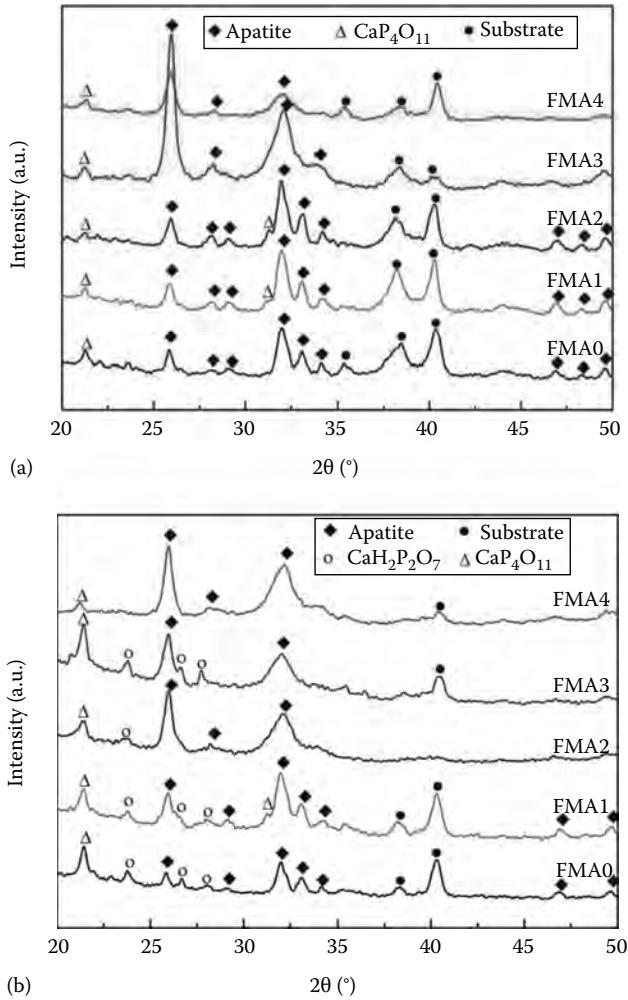 ◆ Apatite Δ CaP₄O₁₁ ● Substrate
FMA4
FMA3
FMA2
FMA1
FMA0
Intensity (a.u.)
20 25 30 35 40 45 50
2θ (°)
(a)
◆ Apatite ● Substrate
o CaH₂P₂O₇ Δ CaP₄O₁₁
FMA4
FMA3
FMA2
FMA1
FMA0
Intensity (a.u.)
20 25 30 35 40 45 50
2θ (°)
(b)